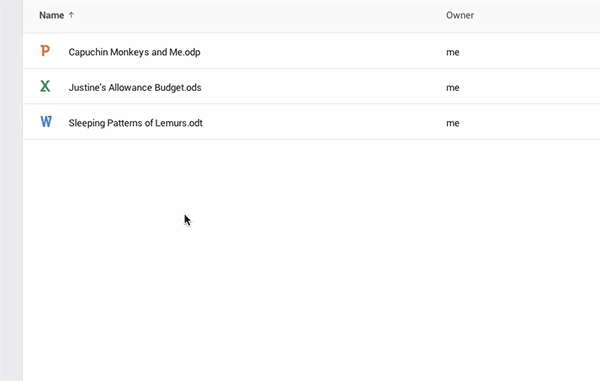 Name ↑ Owner
P Capuchin Monkeys and Me.odp me
X Justine's Allowance Budget.ods me
W Sleeping Patterns of Lemurs.odt me